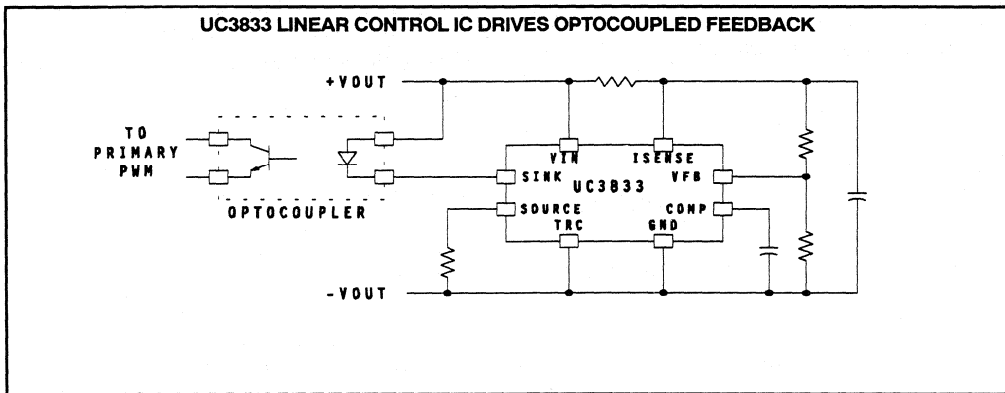 UC3833 LINEAR CONTROL IC DRIVES OPTOCOUPLED FEEDBACK
+VOUT
TO
PRIMARY
PWM
VIN
ISENSE
SINK
UC3833
VFB
OPTOCOUPLER
SOURCE
COMP
TRC
GND
-VOUT